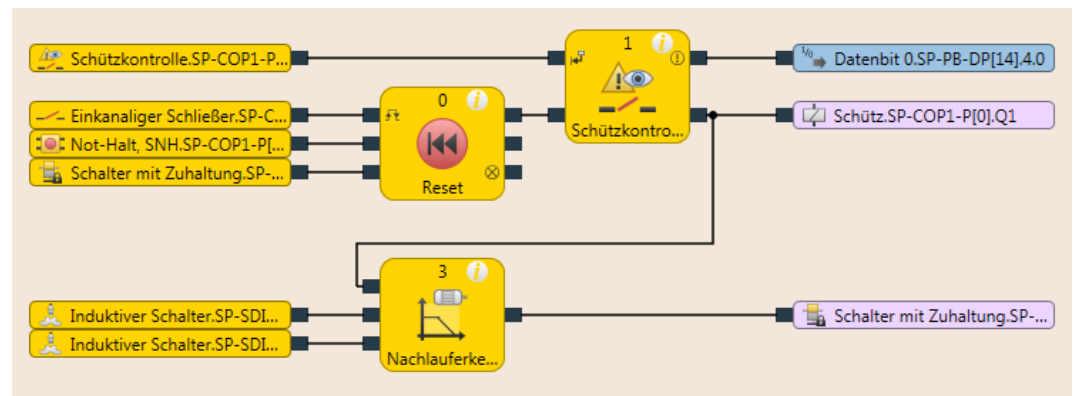 Schützkontrolle.SP-COP1-P...
1
Datenbit 0.SP-PB-DP[14].4.0
Schützkontro...
Einkanaliger Schließer.SP-C...
0
Schütz.SP-COP1-P[0].Q1
Not-Halt, SNH.SP-COP1-P[...
Schalter mit Zuhaltung.SP-...
Reset
3
Induktiver Schalter.SP-SDI...
Schalter mit Zuhaltung.SP-...
Induktiver Schalter.SP-SDI...
Nachlauferke...